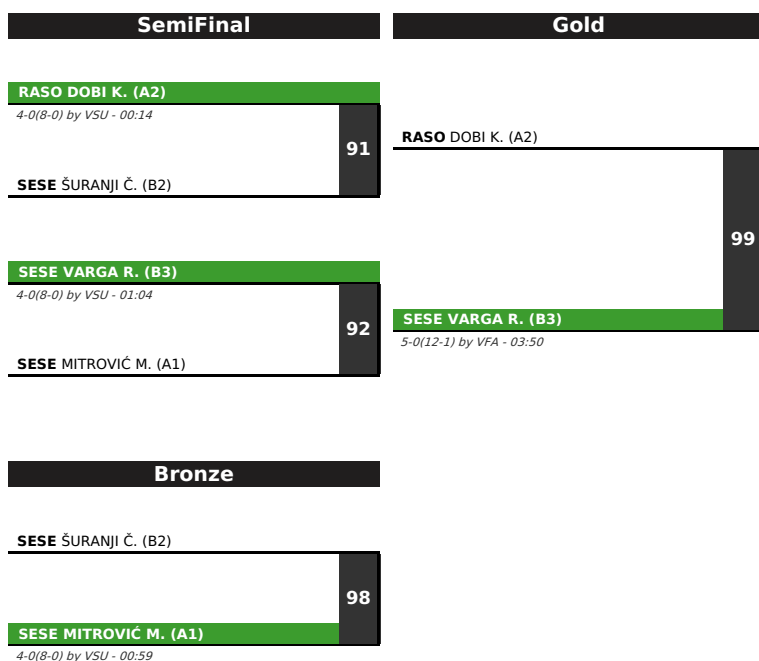 SemiFinal
RASO DOBI K. (A2)
4-0(8-0) by VSU - 00:14
91
SESE ŠURANJI Č. (B2)
SESE VARGA R. (B3)
4-0(8-0) by VSU - 01:04
92
SESE MITROVIĆ M. (A1)
Gold
RASO DOBI K. (A2)
99
SESE VARGA R. (B3)
5-0(12-1) by VFA - 03:50
Bronze
SESE ŠURANJI Č. (B2)
98
SESE MITROVIĆ M. (A1)
4-0(8-0) by VSU - 00:59